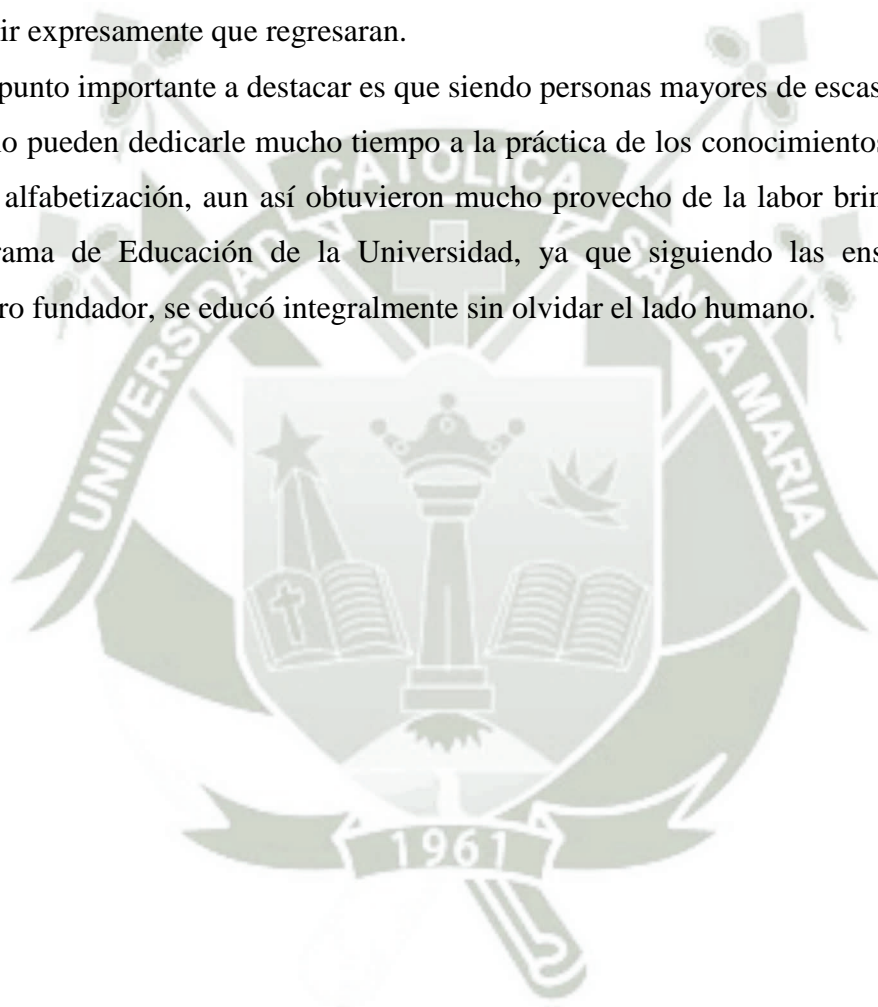 ir expresamente que regresaran.
punto importante a destacar es que siendo personas mayores de escas
o pueden dedicarle mucho tiempo a la práctica de los conocimientos
alfabetización, aun así obtuvieron mucho provecho de la labor brin
rama de Educación de la Universidad, ya que siguiendo las ens
ro fundador, se educó integralmente sin olvidar el lado humano.
UNIVERSIDAD CATOLICA SANTA MARIA
1961